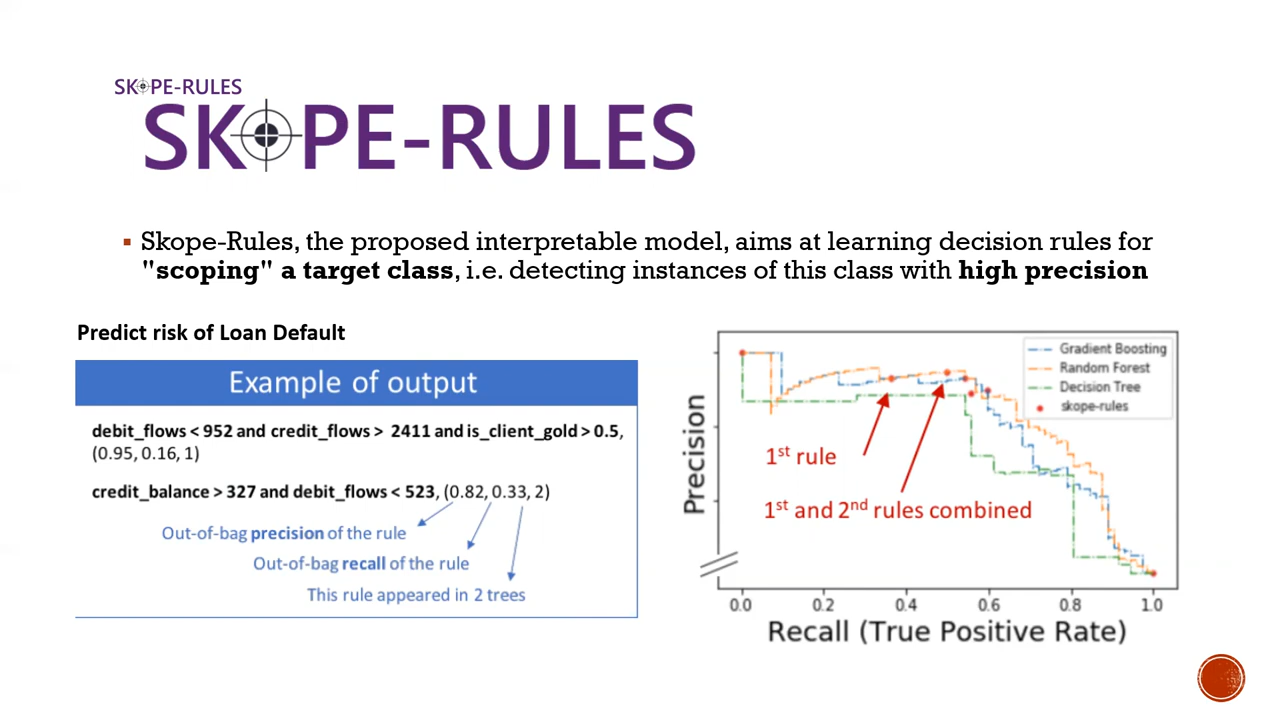 SK PE-RULES
SK PE-RULES
Skope-Rules, the proposed interpretable model, aims at learning decision rules for
"scoping" a target class, i.e. detecting instances of this class with high precision
Predict risk of Loan Default
Example of output
debit_flows < 952 and credit_flows > 2411 and is_client_gold > 0.5,
(0.95, 0.16, 1)
credit_balance > 327 and debit_flows < 523, (0.82, 0.33, 2)
Out-of-bag precision of the rule
Out-of-bag recall of the rule
This rule appeared in 2 trees
Gradient Boosting
Random Forest
Decision Tree
skope-rules
Precision
1st rule
1st and 2nd rules combined
0.0 0.2 0.4 0.6 0.8 1.0
Recall (True Positive Rate)